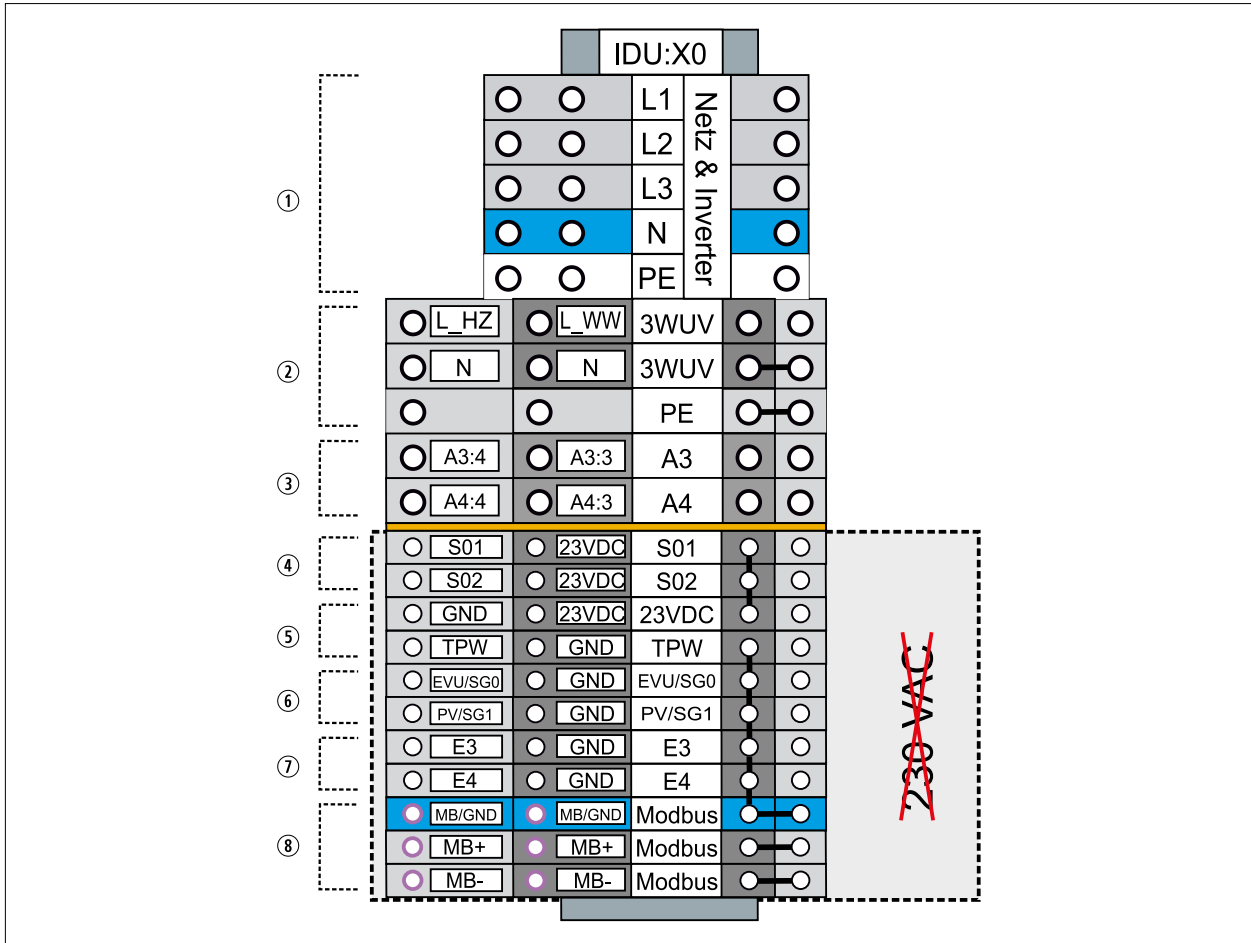 IDU:X0
L1
L2
L3
N
PE
Netz & Inverter
①
L_HZ L_WW 3WUV
N N 3WUV
PE
②
A3:4 A3:3 A3
A4:4 A4:3 A4
③
S01 23VDC S01
S02 23VDC S02
④
GND 23VDC 23VDC
TPW GND TPW
⑤
EVU/SG0 GND EVU/SG0
PV/SG1 GND PV/SG1
⑥
E3 GND E3
E4 GND E4
⑦
MB/GND MB/GND Modbus
MB+ MB+ Modbus
MB- MB- Modbus
⑧
230 VAC